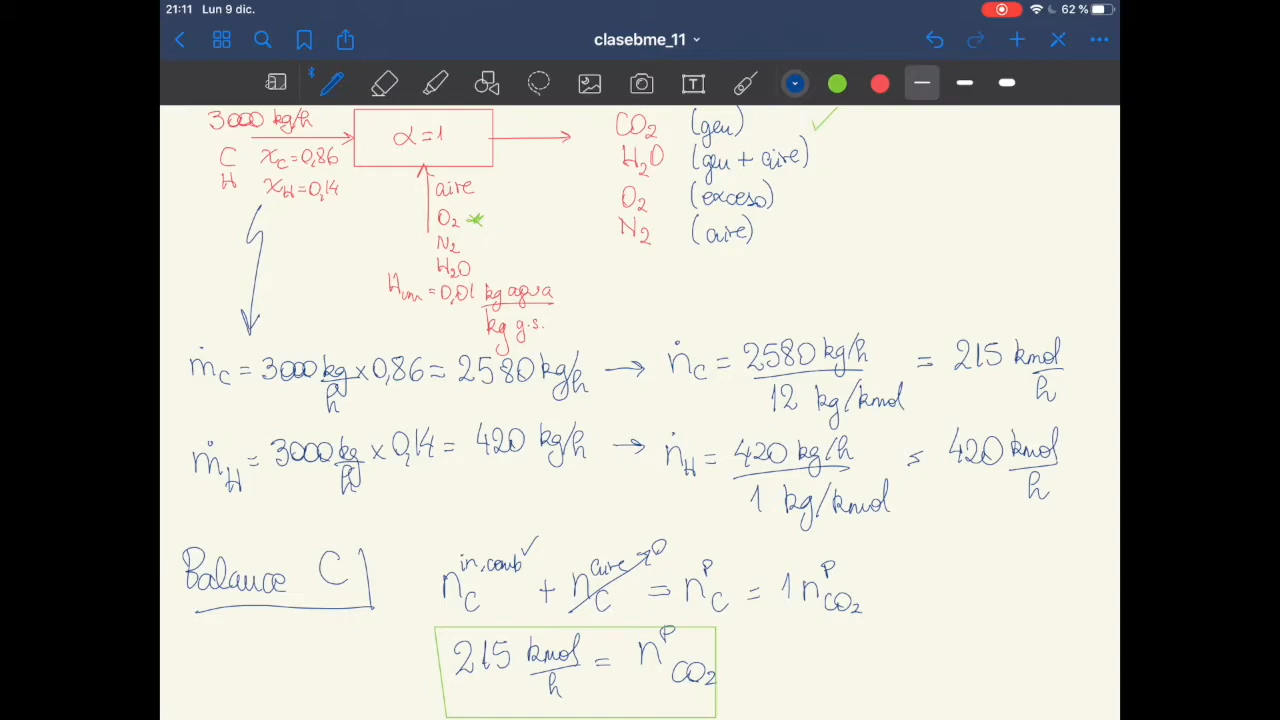 21:11 Lun 9 dic. 62 %
clasebme_11
3000 kg/h
C x_C = 0,86
H x_H = 0,14
α = 1
aire
O₂ *
N₂
H₂O
Hum = 0,01 kg agua / kg g.s.
CO₂ (gen) ✓
H₂O (gen + aire)
O₂ (exceso)
N₂ (aire)
ṁ_C = 3000 kg/h × 0,86 = 2580 kg/h → ṅ_C = 2580 kg/h / 12 kg/kmol = 215 kmol/h
ṁ_H = 3000 kg/h × 0,14 = 420 kg/h → ṅ_H = 420 kg/h / 1 kg/kmol = 420 kmol/h
Balance C
n_C^in,comb ✓ + n_C^aire → 0 = n_C^P = 1 n_CO₂^P
215 kmol/h = n^P_CO₂